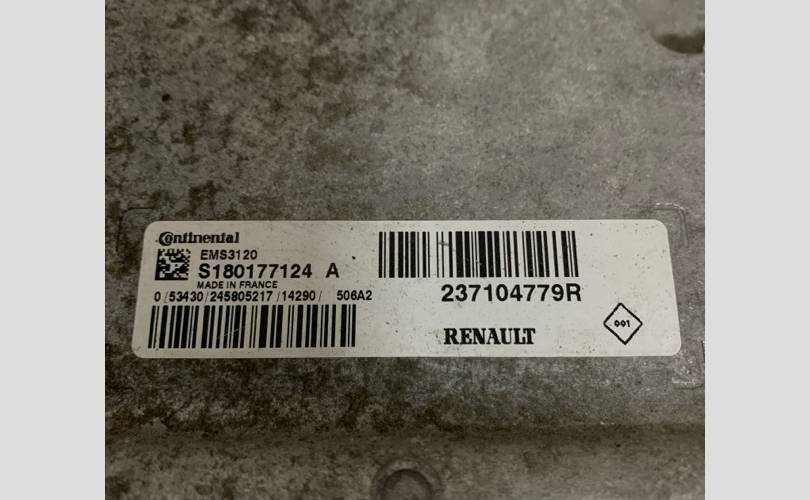 Continental
EMS3120
S180177124 A
MADE IN FRANCE
0 /53430/245805217/14290/ 506A2
237104779R
RENAULT
001